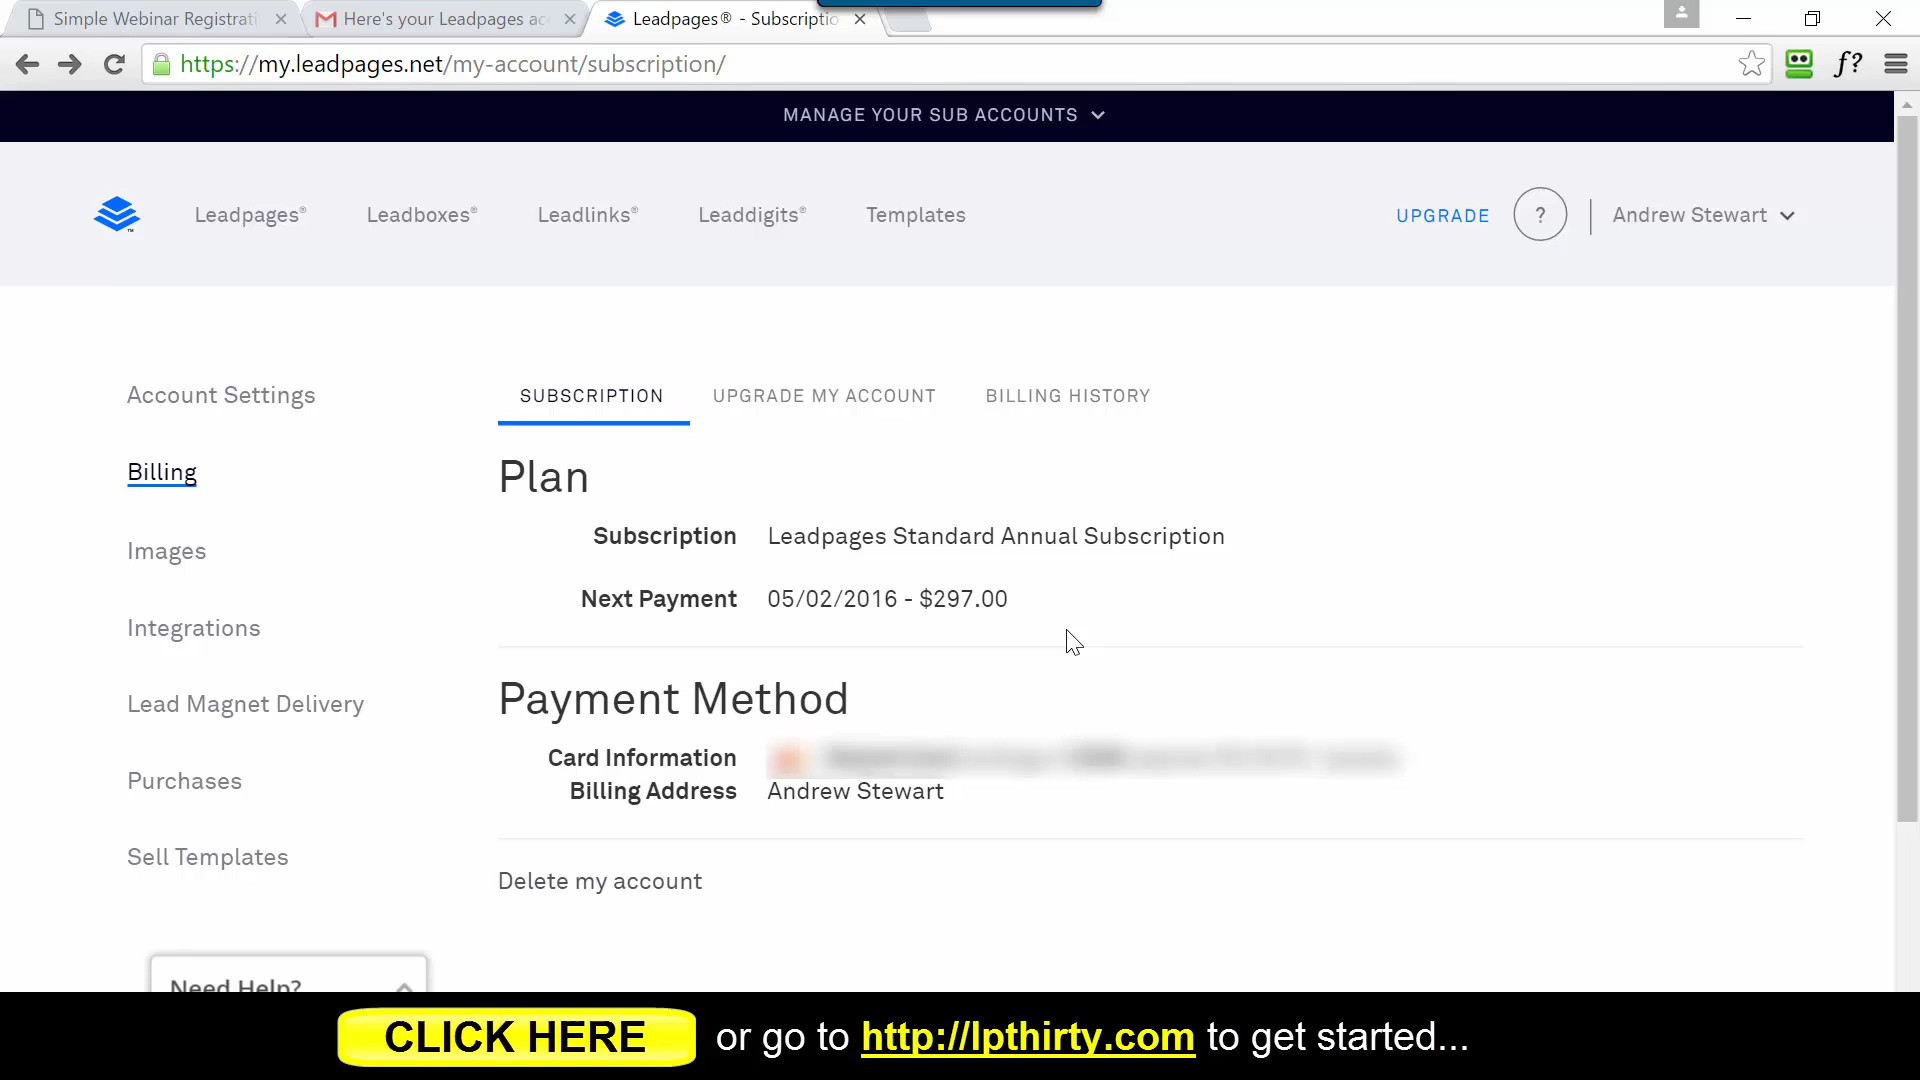 Simple Webinar Registrati
Here's your Leadpages ac
Leadpages® - Subscriptio
https://my.leadpages.net/my-account/subscription/
f?
MANAGE YOUR SUB ACCOUNTS
Leadpages®
Leadboxes®
Leadlinks®
Leaddigits®
Templates
UPGRADE
?
Andrew Stewart
Account Settings
Billing
Images
Integrations
Lead Magnet Delivery
Purchases
Sell Templates
SUBSCRIPTION
UPGRADE MY ACCOUNT
BILLING HISTORY
Plan
Subscription Leadpages Standard Annual Subscription
Next Payment 05/02/2016 - $297.00
Payment Method
Card Information
Billing Address Andrew Stewart
Delete my account
Need Help?
CLICK HERE or go to http://lpthirty.com to get started...